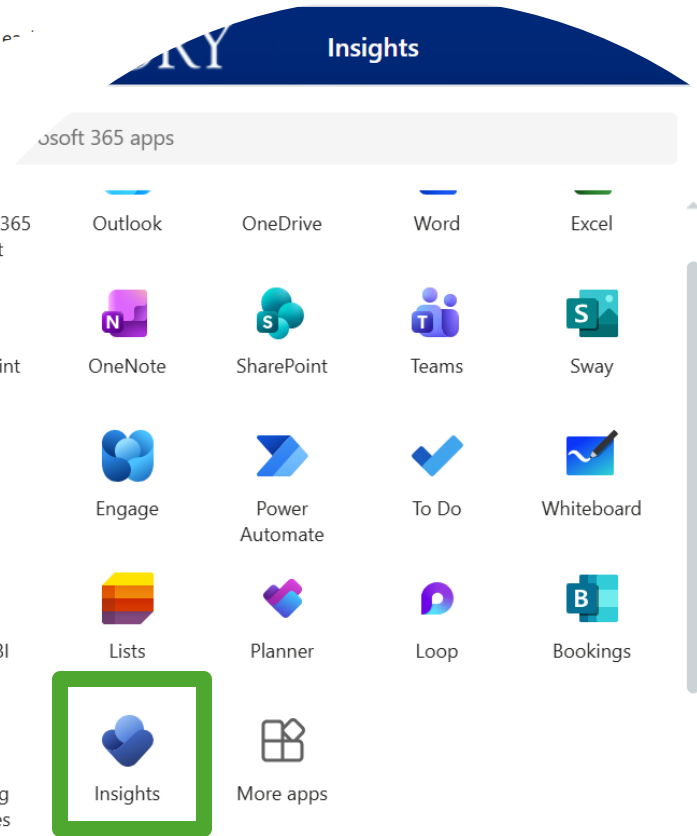 Insights
365 apps
365 Outlook OneDrive Word Excel
N S T S
OneNote SharePoint Teams Sway
Engage Power To Do Whiteboard
Automate
B
Lists Planner Loop Bookings
Insights More apps